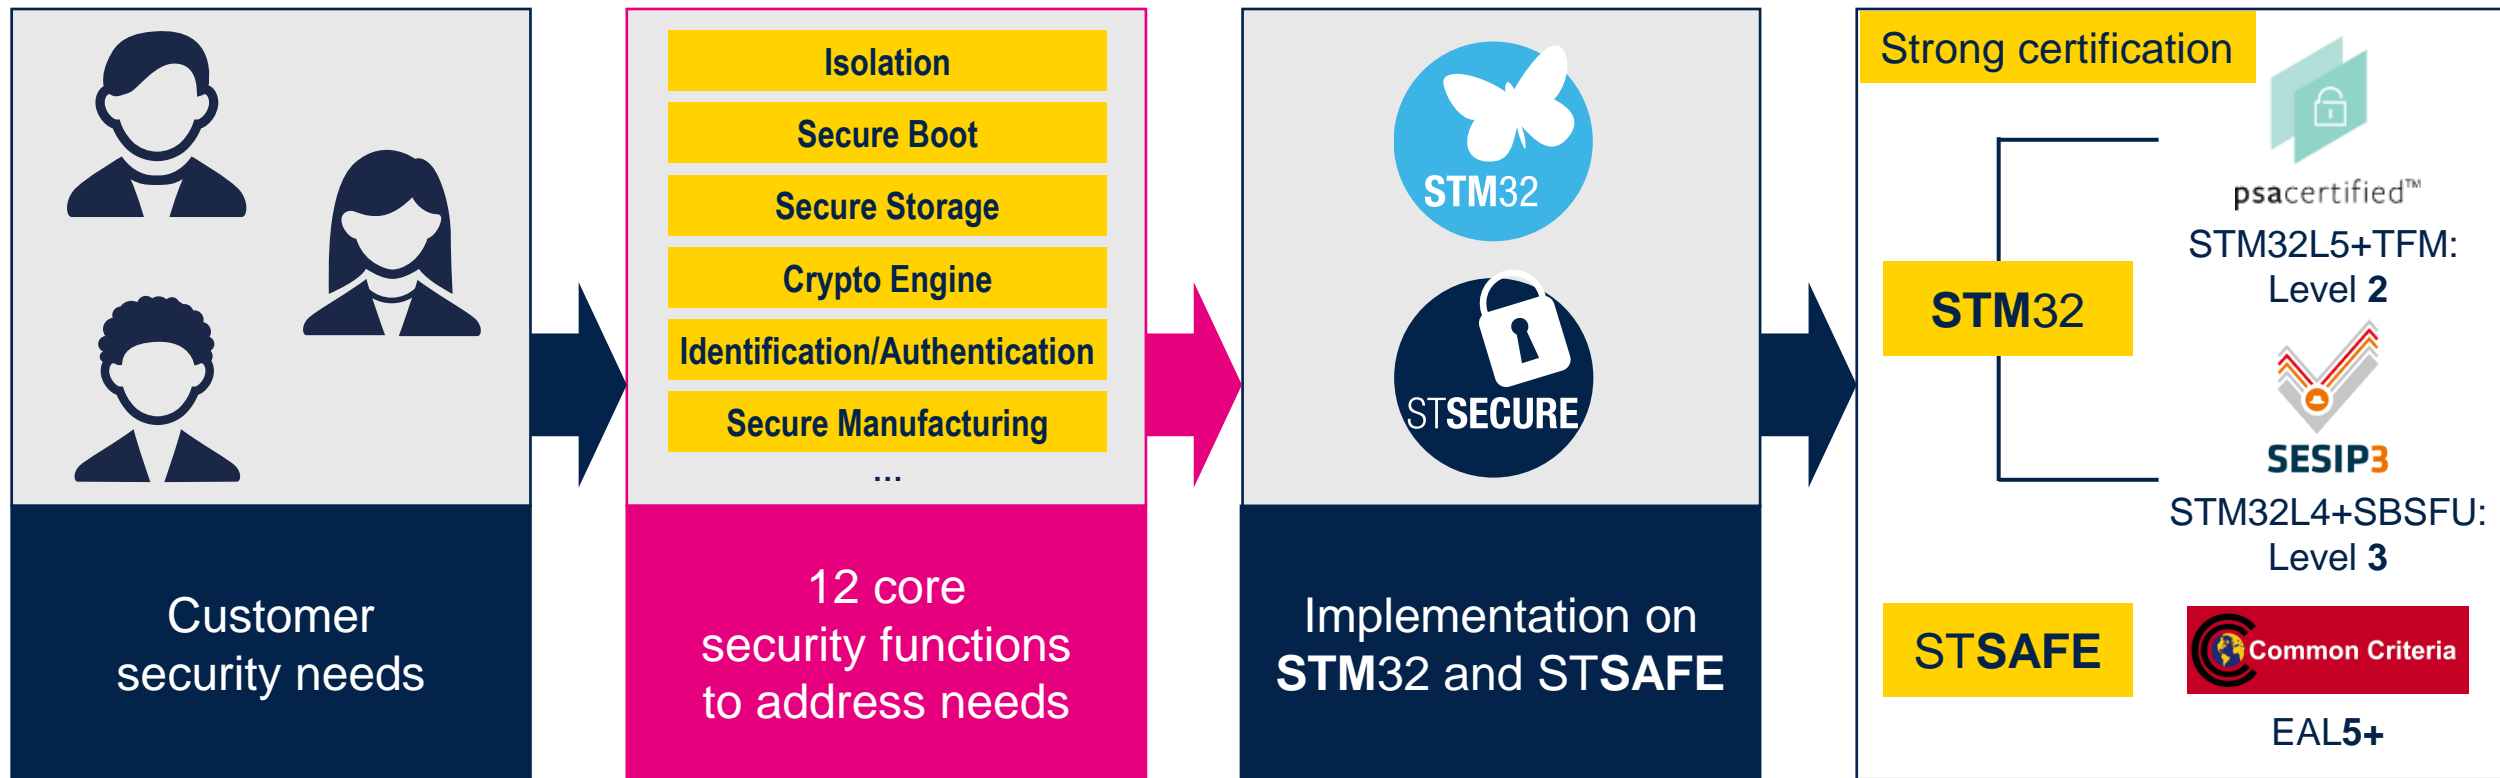 Customer
security needs
Isolation
Secure Boot
Secure Storage
Crypto Engine
Identification/Authentication
Secure Manufacturing
...
12 core
security functions
to address needs
STM32
STSECURE
Implementation on
STM32 and STSAFE
Strong certification
psacertified™
STM32L5+TFM:
Level 2
STM32
SESIP3
STM32L4+SBSFU:
Level 3
STSAFE
Common Criteria
EAL5+